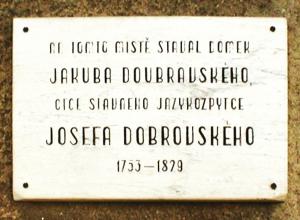 NA TOMTO MÍSTĚ STÁVAL DOMEK
JAKUBA DOUBRAVSKÉHO,
OTCE SLAVNÉHO JAZYKOZPYTCE
JOSEFA DOBROVSKÉHO
1753–1829